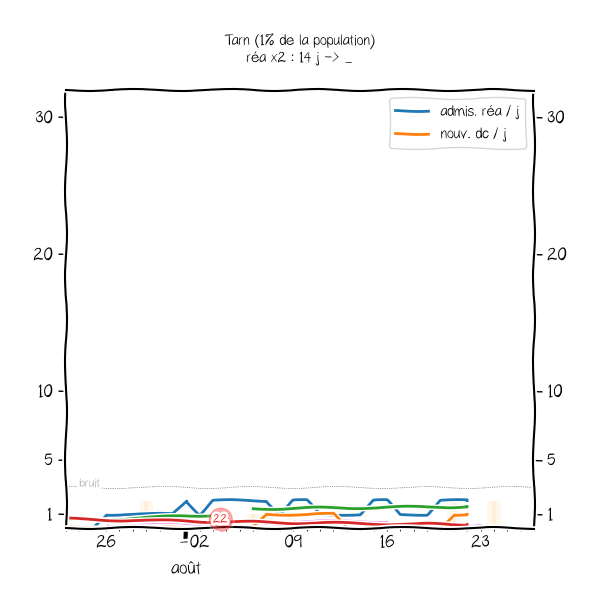 Tarn (1% de la population)
réa x2 : 14 j -> _
admis. réa / j
nouv. dc / j
30
30
20
20
10
10
5
5
bruit
22
1
1
26
02
09
16
23
août